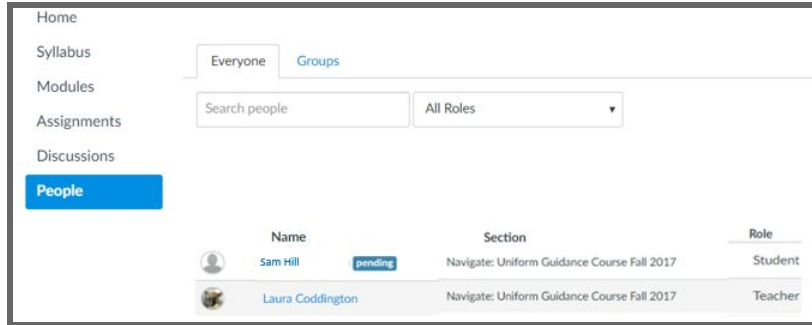 Home
Syllabus
Modules
Assignments
Discussions
People
Everyone Groups
Search people All Roles
Name Section Role
Sam Hill pending Navigate: Uniform Guidance Course Fall 2017 Student
Laura Coddington Navigate: Uniform Guidance Course Fall 2017 Teacher